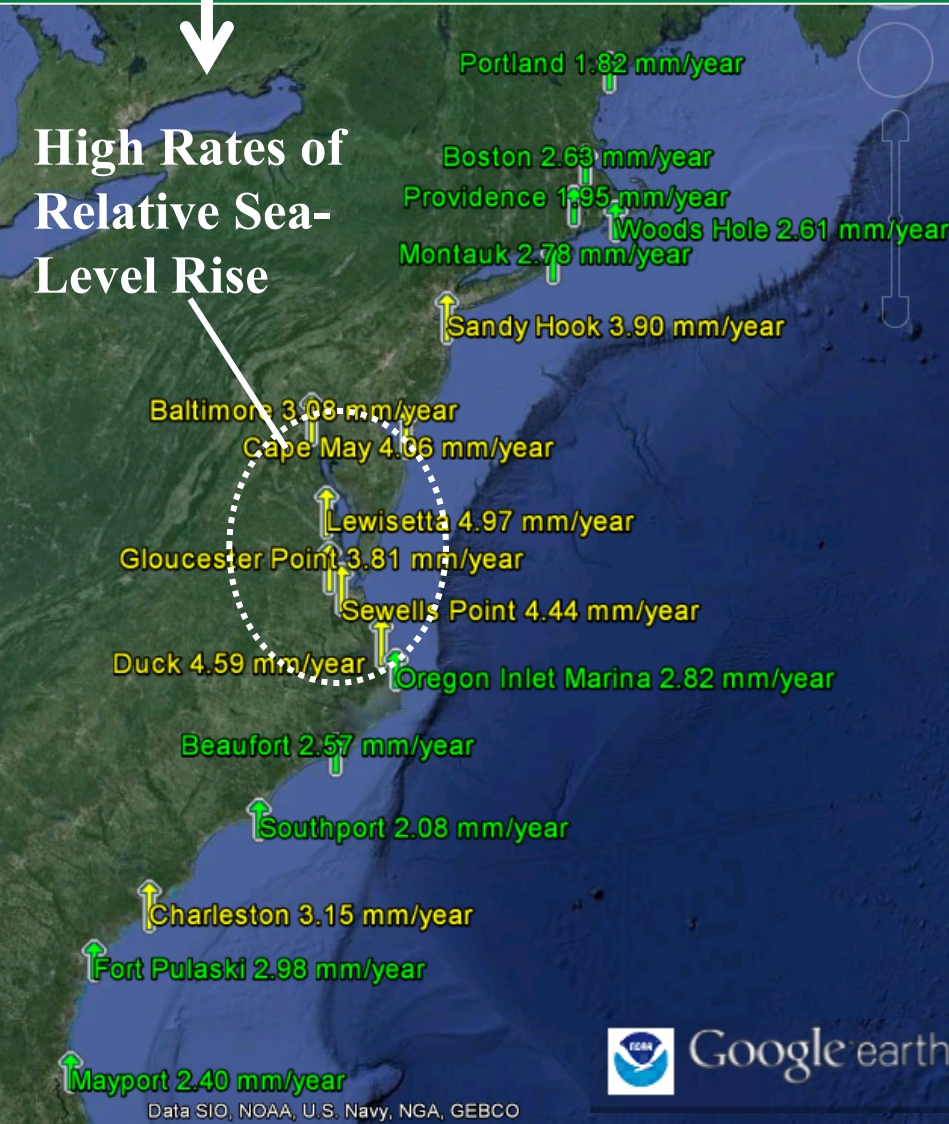 Portland 1.82 mm/year
High Rates of
Relative Sea-
Level Rise
Boston 2.63 mm/year
Providence 1.95 mm/year
Woods Hole 2.61 mm/year
Montauk 2.78 mm/year
Sandy Hook 3.90 mm/year
Baltimore 3.08 mm/year
Cape May 4.06 mm/year
Lewisetta 4.97 mm/year
Gloucester Point 3.81 mm/year
Sewells Point 4.44 mm/year
Duck 4.59 mm/year
Oregon Inlet Marina 2.82 mm/year
Beaufort 2.57 mm/year
Southport 2.08 mm/year
Charleston 3.15 mm/year
Fort Pulaski 2.98 mm/year
Mayport 2.40 mm/year
NOAA
Google earth
Data SIO, NOAA, U.S. Navy, NGA, GEBCO